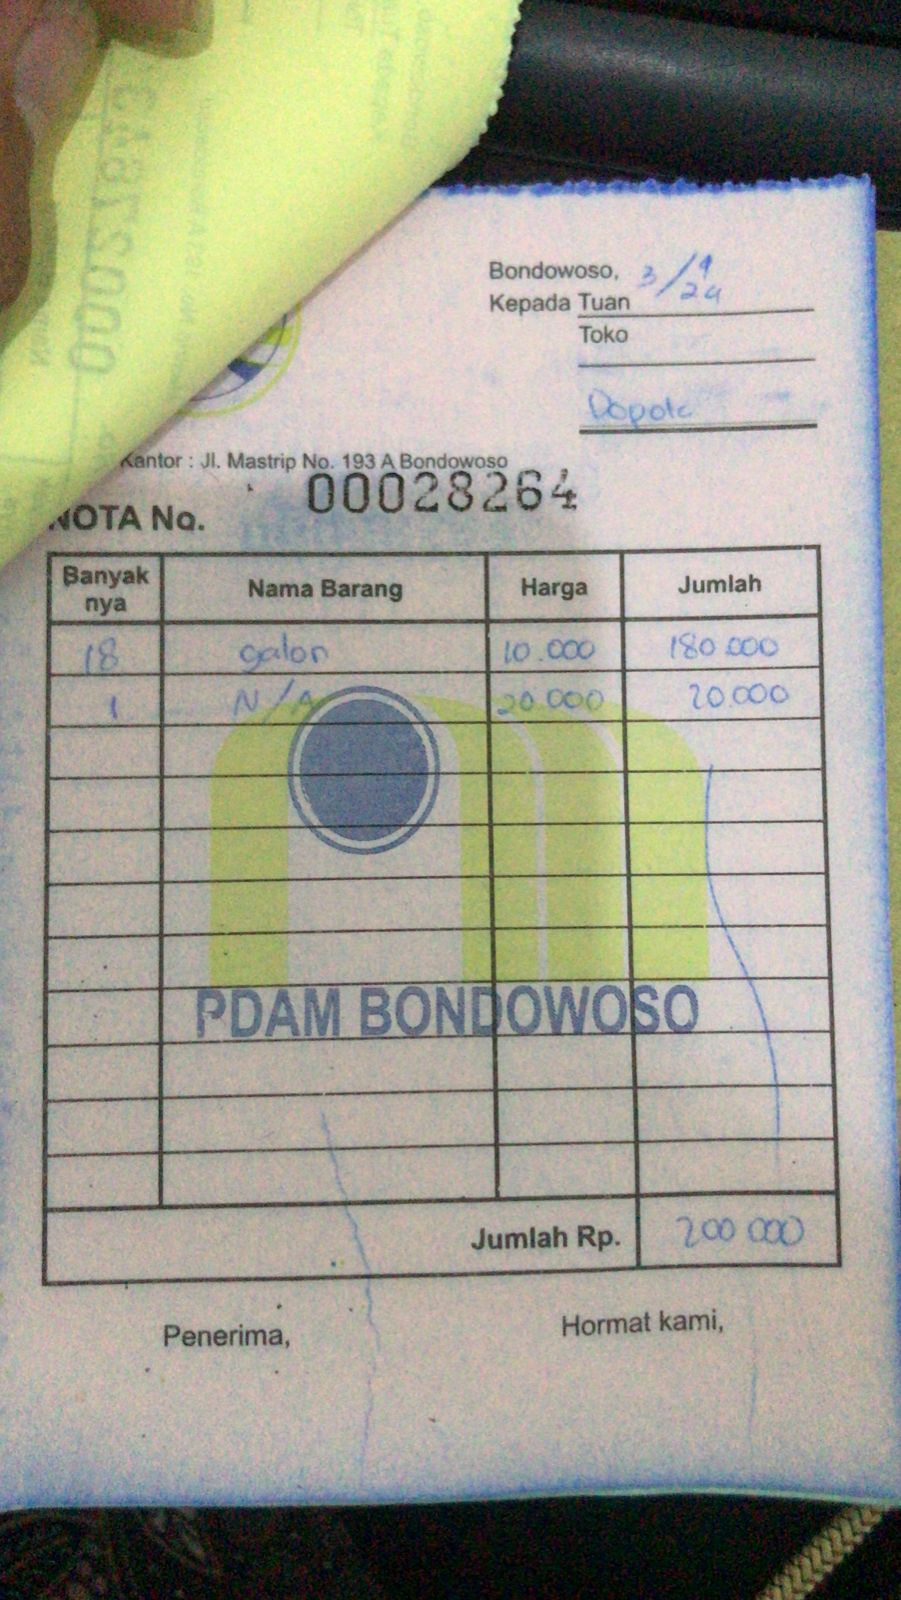 Bondowoso, 3/9
24
Kepada Tuan
Toko
Kantor : Jl. Mastrip No. 193 A Bondowoso
NOTA No. 00028264
Banyak nya Nama Barang Harga Jumlah
18 galon 10.000 180.000
1 N/A 20.000 20.000
PDAM BONDOWOSO
Jumlah Rp. 200 000
Penerima, Hormat kami,